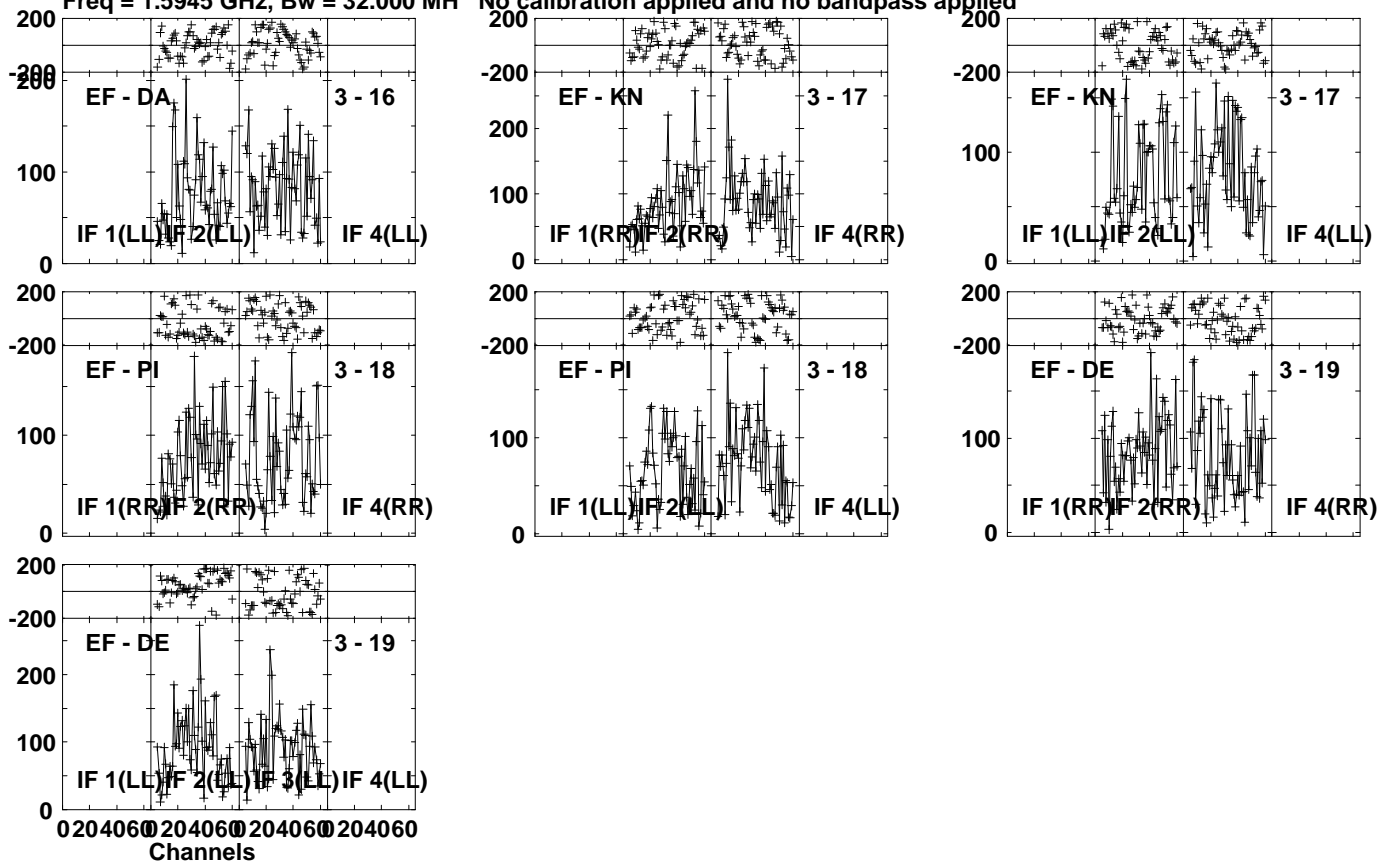 Freq = 1.5945 GHz, Bw = 32.000 MH No calibration applied and no bandpass applied
200
-200
200
100
0
EF - DA
3 - 16
IF 1(LL)
IF 2(LL)
IF 4(LL)
200
-200
200
100
0
EF - KN
3 - 17
IF 1(RR)
IF 2(RR)
IF 4(RR)
200
-200
100
0
EF - KN
3 - 17
IF 1(LL)
IF 2(LL)
IF 4(LL)
200
-200
100
0
EF - PI
3 - 18
IF 1(RR)
IF 2(RR)
IF 4(RR)
200
-200
100
0
EF - PI
3 - 18
IF 1(LL)
IF 2(LL)
IF 4(LL)
200
-200
100
0
EF - DE
3 - 19
IF 1(RR)
IF 2(RR)
IF 4(RR)
200
-200
200
100
0
EF - DE
3 - 19
IF 1(LL)
IF 2(LL)
IF 3(LL)
IF 4(LL)
0 20 40 60 0 20 40 60 0 20 40 60 0 20 40 60
Channels